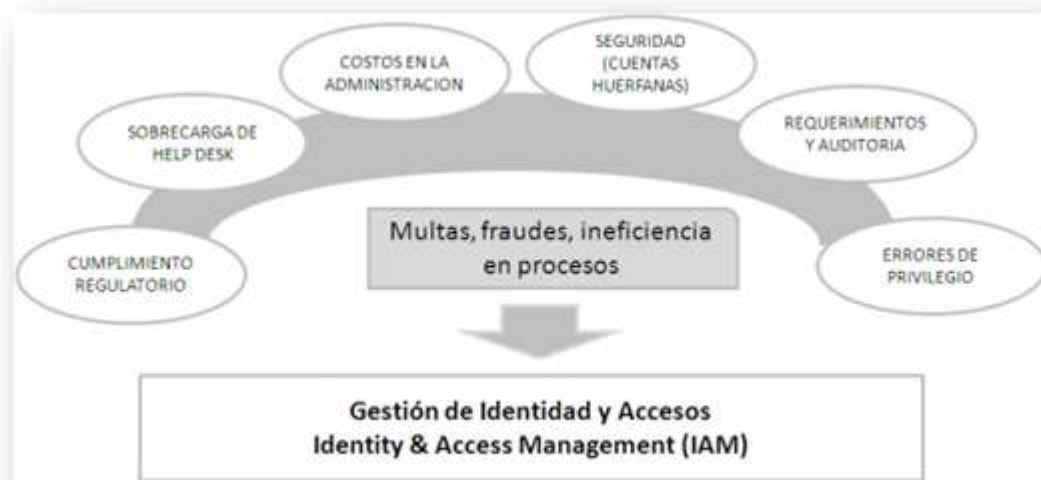 COSTOS EN LA
ADMINISTRACION
SEGURIDAD
(CUENTAS
HUERFANAS)
SOBRECARGA DE
HELP DESK
REQUERIMIENTOS
Y AUDITORIA
CUMPLIMIENTO
REGULATORIO
Multas, fraudes, ineficiencia
en procesos
ERRORES DE
PRIVILEGIO
Gestión de Identidad y Accesos
Identity & Access Management (IAM)